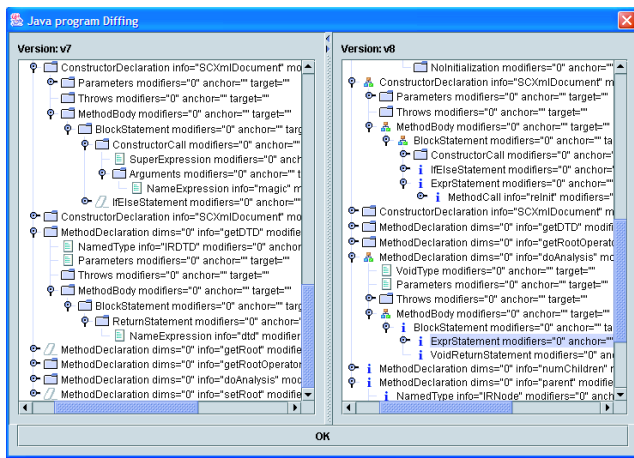 Java program Diffing
Version: v7
ConstructorDeclaration info="SCXmlDocument" mo
Parameters modifiers="0" anchor="" target=""
Throws modifiers="0" anchor="" target=""
MethodBody modifiers="0" anchor="" target=""
BlockStatement modifiers="0" anchor="" targ
ConstructorCall modifiers="0" anchor=""
SuperExpression modifiers="0" anch
Arguments modifiers="0" anchor="" t
NameExpression info="magic" m
IfElseStatement modifiers="0" anchor=""
ConstructorDeclaration info="SCXmlDocument" mo
MethodDeclaration dims="0" info="getDTD" modifie
NamedType info="IRDTD" modifiers="0" anchor
Parameters modifiers="0" anchor="" target=""
Throws modifiers="0" anchor="" target=""
MethodBody modifiers="0" anchor="" target=""
BlockStatement modifiers="0" anchor="" targ
ReturnStatement modifiers="0" anchor=
NameExpression info="dtd" modifier
MethodDeclaration dims="0" info="getRoot" modifie
MethodDeclaration dims="0" info="getRootOperator
MethodDeclaration dims="0" info="doAnalysis" moc
MethodDeclaration dims="0" info="setRoot" modifie
Version: v8
NoInitialization modifiers="0" anchor=""
ConstructorDeclaration info="SCXmlDocument" m
Parameters modifiers="0" anchor="" target=""
Throws modifiers="0" anchor="" target=""
MethodBody modifiers="0" anchor="" target=""
BlockStatement modifiers="0" anchor="" ta
ConstructorCall modifiers="0" anchor=
IfElseStatement modifiers="0" anchor="
ExprStatement modifiers="0" anchor=""
MethodCall info="reInit" modifiers="0
ConstructorDeclaration info="SCXmlDocument" m
MethodDeclaration dims="0" info="getDTD" modifi
MethodDeclaration dims="0" info="getRootOperatc
MethodDeclaration dims="0" info="doAnalysis" mo
VoidType modifiers="0" anchor="" target=""
Parameters modifiers="0" anchor="" target=""
Throws modifiers="0" anchor="" target=""
MethodBody modifiers="0" anchor="" target=""
BlockStatement modifiers="0" anchor="" ta
ExprStatement modifiers="0" anch="
VoidReturnStatement modifiers="0" an
MethodDeclaration dims="0" info="numChildren" r
MethodDeclaration dims="0" info="parent" modifie
NamedType info="IRNode" modifiers="0" anchor
OK